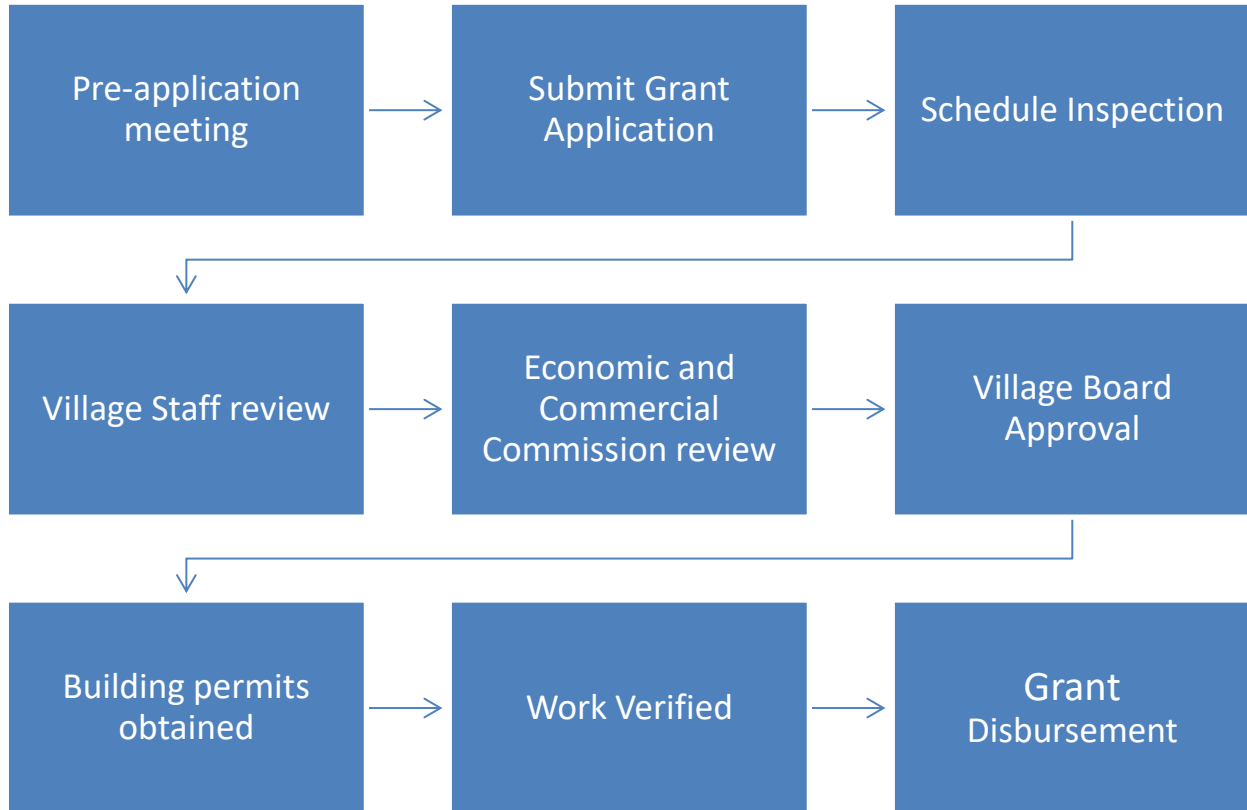 Pre-application
meeting
Submit Grant
Application
Schedule Inspection
Village Staff review
Economic and
Commercial
Commission review
Village Board
Approval
Building permits
obtained
Work Verified
Grant
Disbursement